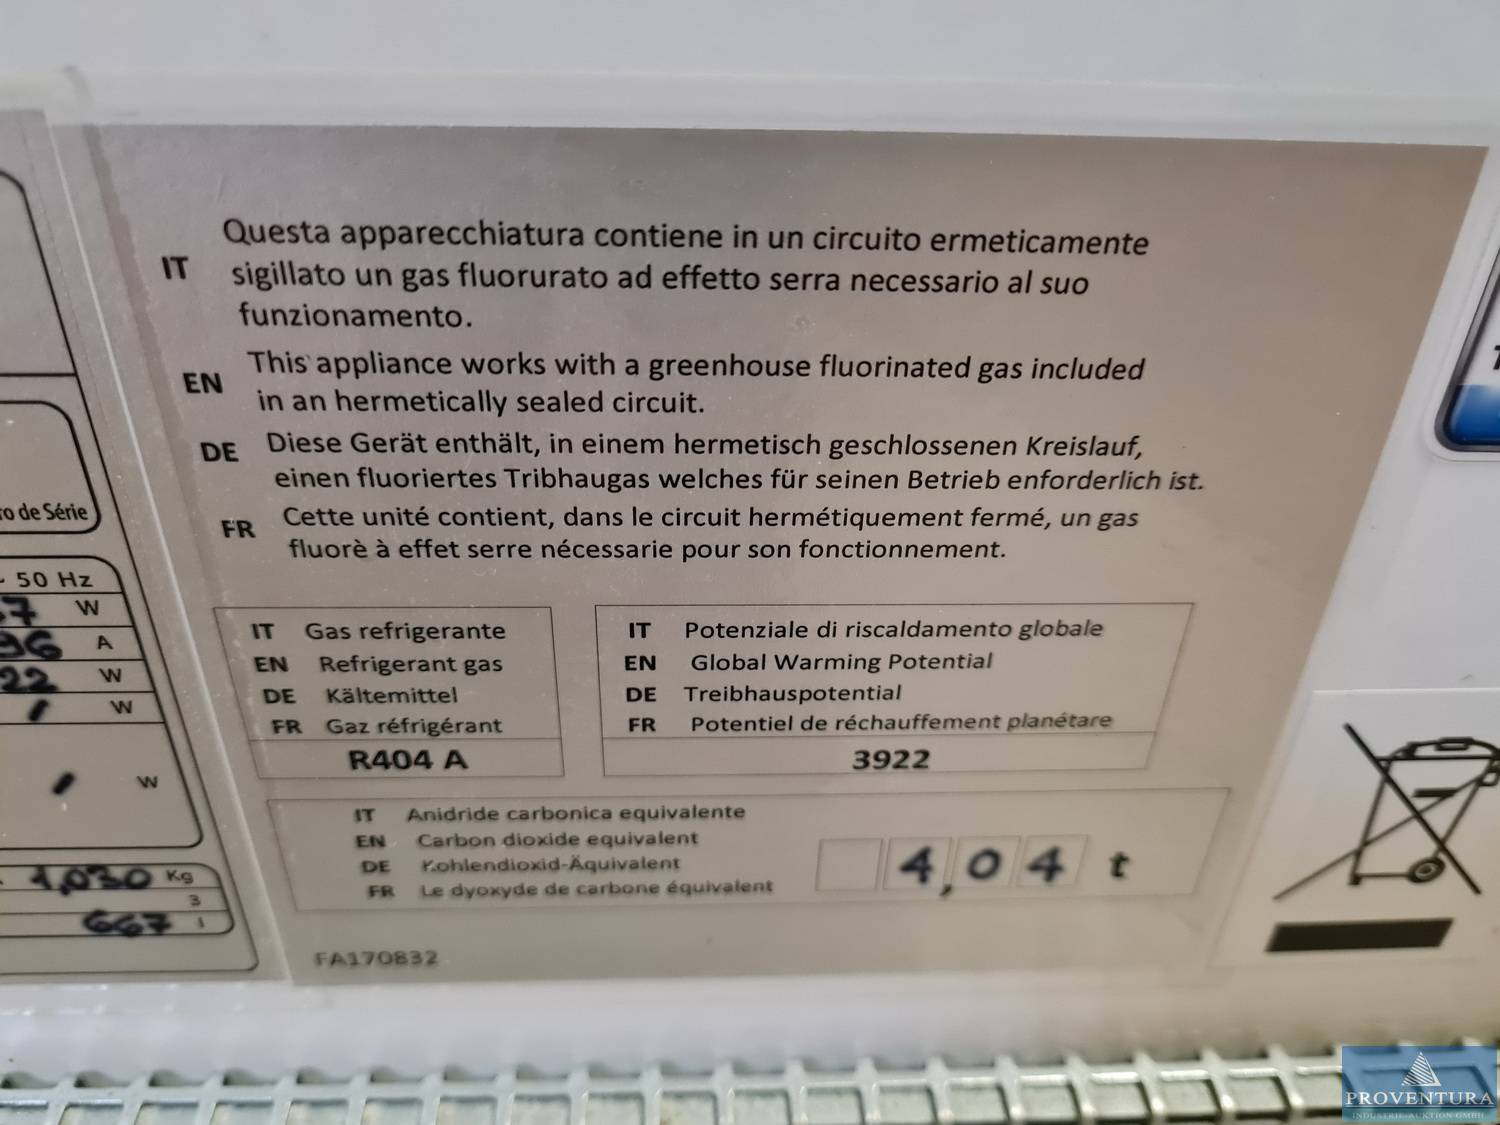 IT Questa apparecchiatura contiene in un circuito ermeticamente
sigillato un gas fluorurato ad effetto serra necessario al suo
funzionamento.
EN This appliance works with a greenhouse fluorinated gas included
in an hermetically sealed circuit.
DE Diese Gerät enthält, in einem hermetisch geschlossenen Kreislauf,
einen fluoriertes Tribhaugas welches für seinen Betrieb enforderlich ist.
FR Cette unité contient, dans le circuit hermétiquement fermé, un gas
fluorè à effet serre nécessarie pour son fonctionnement.
IT Gas refrigerante
EN Refrigerant gas
DE Kältemittel
FR Gaz réfrigérant
R404 A
IT Potenziale di riscaldamento globale
EN Global Warming Potential
DE Treibhauspotential
FR Potentiel de réchauffement planétare
3922
IT Anidride carbonica equivalente
EN Carbon dioxide equivalent
DE Kohlendioxid-Äquivalent
FR Le dyoxyde de carbone équivalent
4,04 t
FA170832
de Série
50 Hz
W
A
W
W
W
1,030 Kg
3
667 l
PROVENTURA
INDUSTRIE-AUKTION GMBH